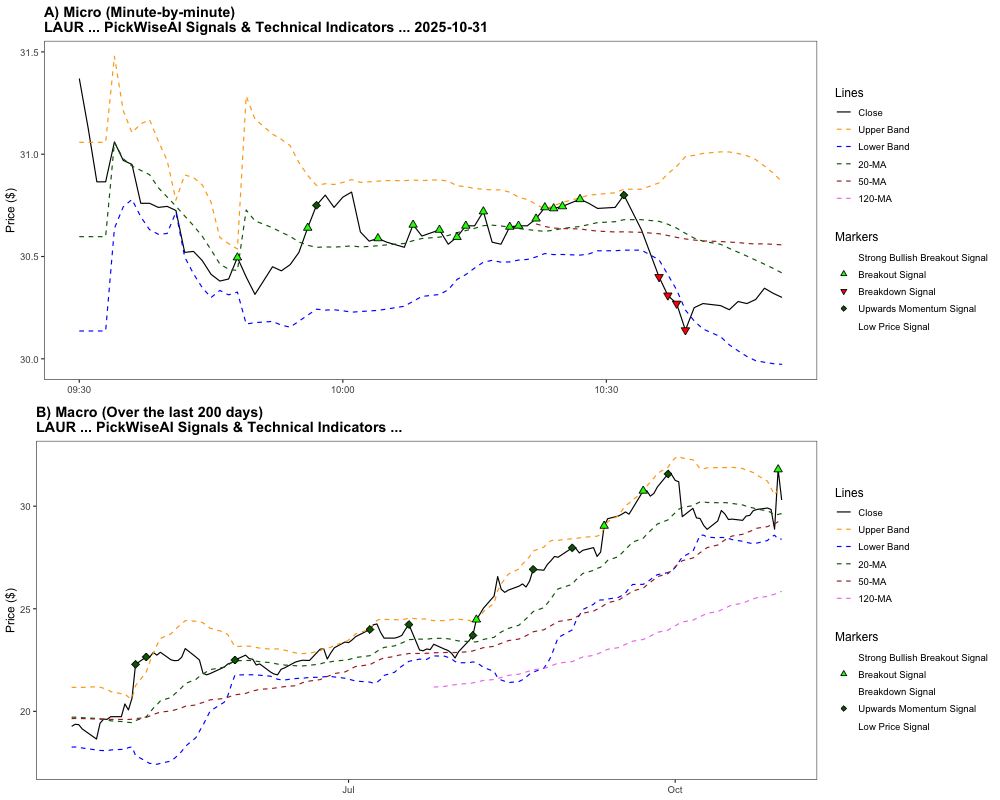 A) Micro (Minute-by-minute)
LAUR ... PickWiseAI Signals & Technical Indicators ... 2025-10-31
31.5
31.0
30.5
30.0
Price ($)
09:30
10:00
10:30
Lines
Close
Upper Band
Lower Band
20-MA
50-MA
120-MA
Markers
Strong Bullish Breakout Signal
Breakout Signal
Breakdown Signal
Upwards Momentum Signal
Low Price Signal
B) Macro (Over the last 200 days)
LAUR ... PickWiseAI Signals & Technical Indicators ...
30
25
20
Price ($)
Jul
Oct
Lines
Close
Upper Band
Lower Band
20-MA
50-MA
120-MA
Markers
Strong Bullish Breakout Signal
Breakout Signal
Breakdown Signal
Upwards Momentum Signal
Low Price Signal